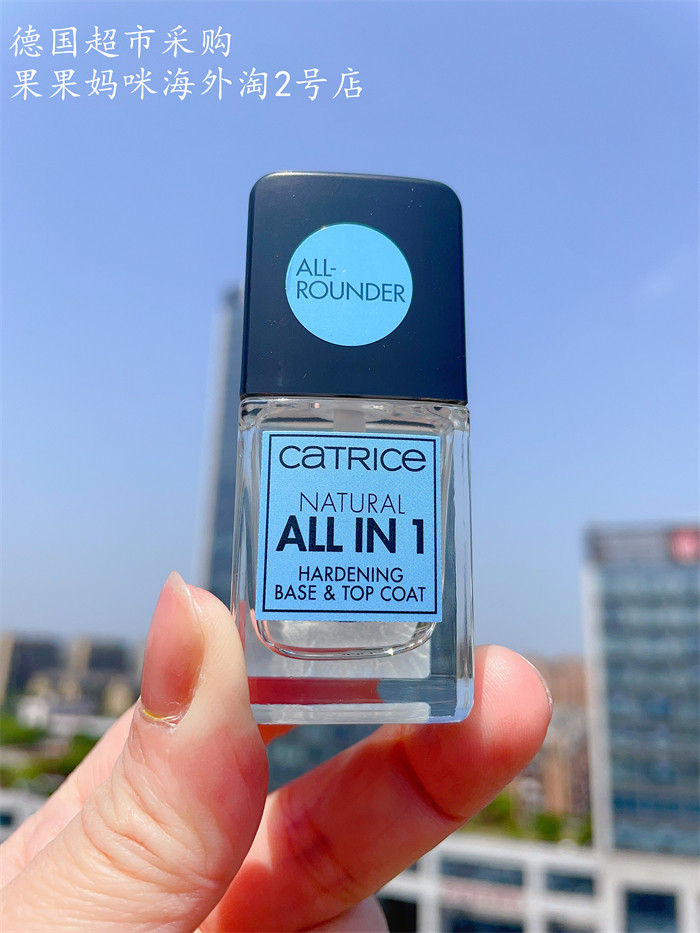 德国超市采购
果果妈咪海外淘2号店
ALL-
ROUNDER
CATRICE
NATURAL
ALL IN 1
HARDENING
BASE & TOP COAT